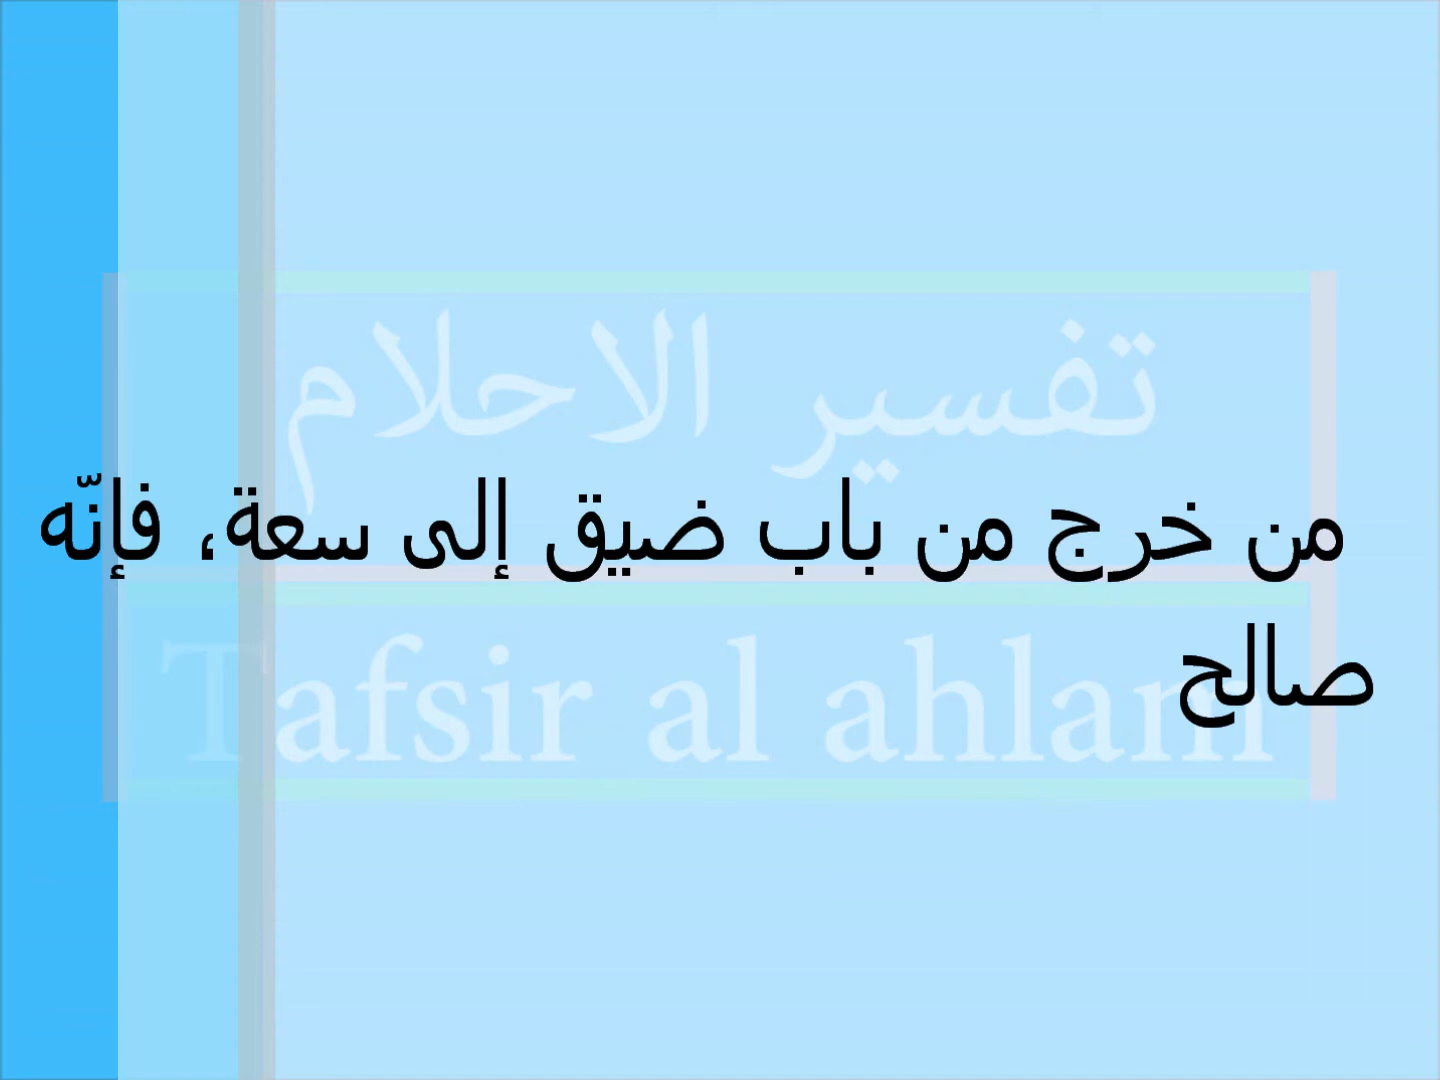 تفسير الاحلام
من خرج من باب ضيق إلى سعة، فإنّه
صالح
Tafsir al ahlam